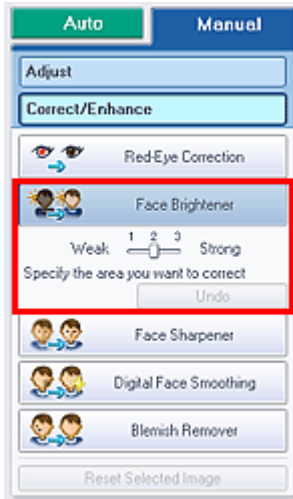 Auto Manual
Adjust
Correct/Enhance
Red-Eye Correction
Face Brightener
1 2 3
Weak Strong
Specify the area you want to correct
Undo
Face Sharpener
Digital Face Smoothing
Blemish Remover
Reset Selected Image